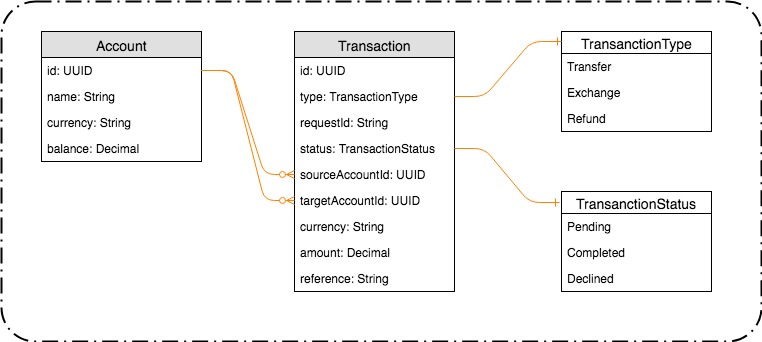 Account
id: UUID
name: String
currency: String
balance: Decimal
Transaction
id: UUID
type: TransactionType
requestId: String
status: TransactionStatus
sourceAccountId: UUID
targetAccountId: UUID
currency: String
amount: Decimal
reference: String
TransanctionType
Transfer
Exchange
Refund
TransanctionStatus
Pending
Completed
Declined